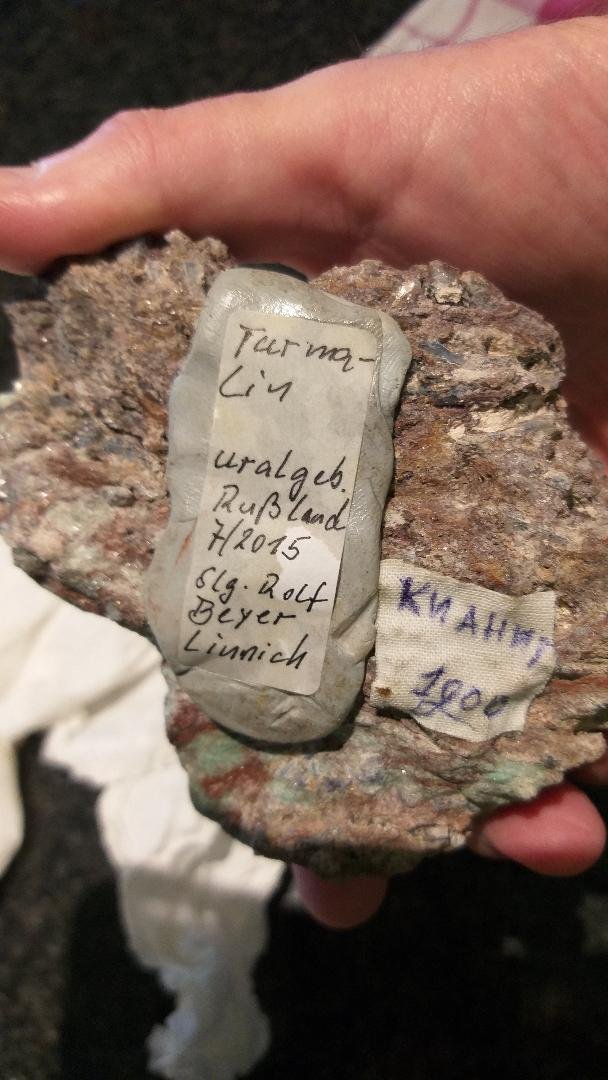 Turma-
lin
uralgeb.
Rußland
7/2015
Slg. Rolf
Beyer
Linnich
КИАНИТ
1900